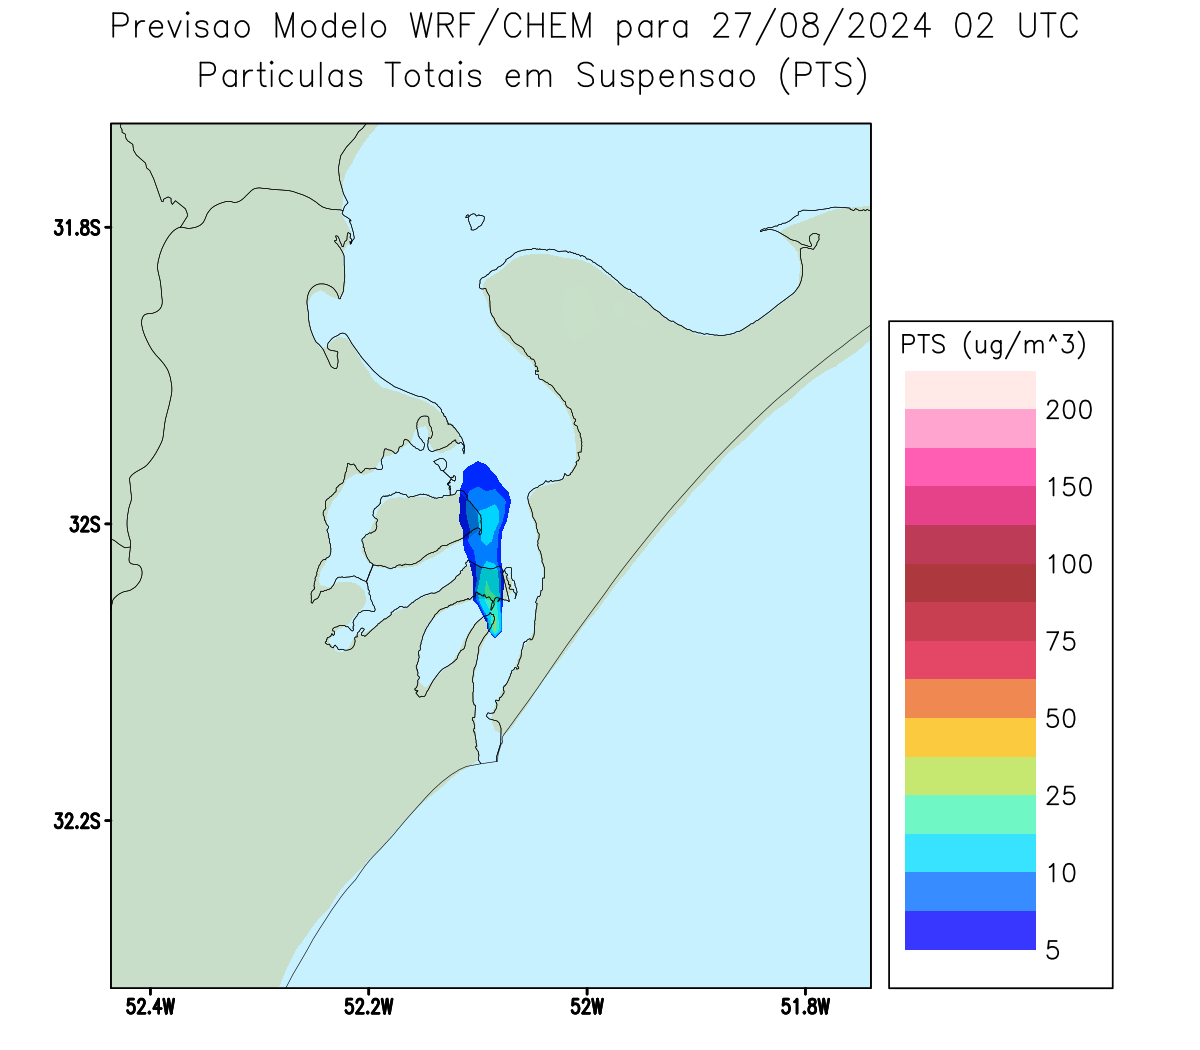 Previsao Modelo WRF/CHEM para 27/08/2024 02 UTC
Particulas Totais em Suspensao (PTS)
31.8S
32S
32.2S
52.4W
52.2W
52W
51.8W
PTS (ug/m^3)
200
150
100
75
50
25
10
5